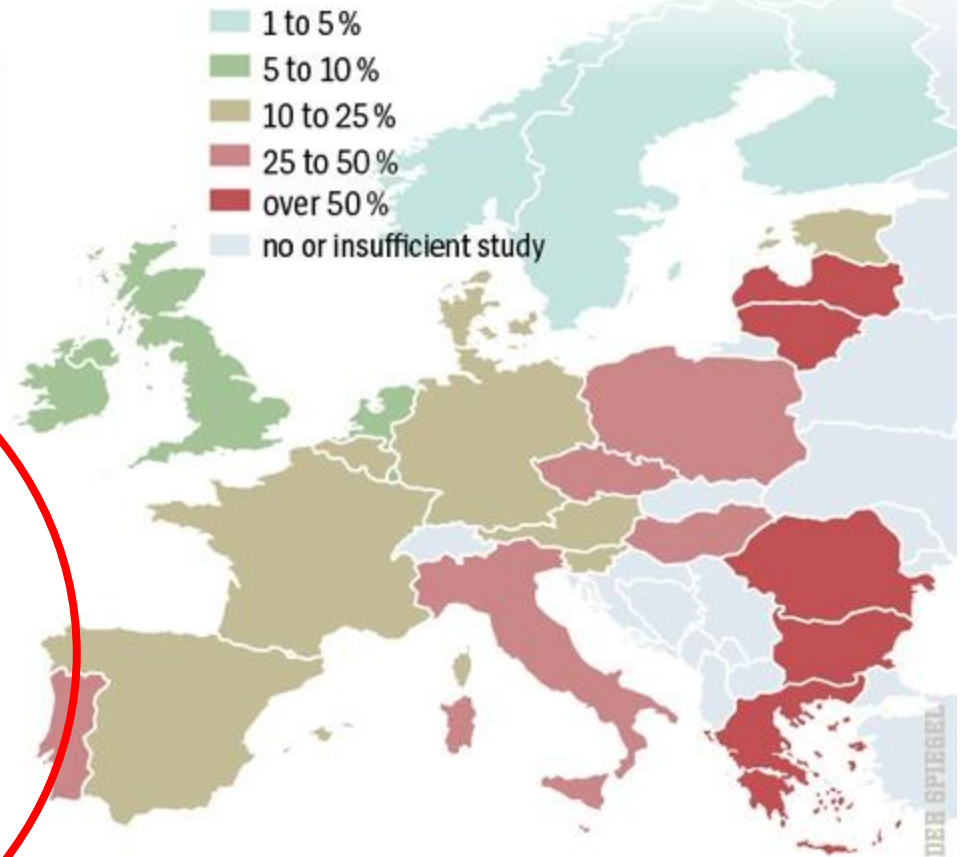 1 to 5 %
5 to 10 %
10 to 25 %
25 to 50 %
over 50 %
no or insufficient study
DER SPIEGEL